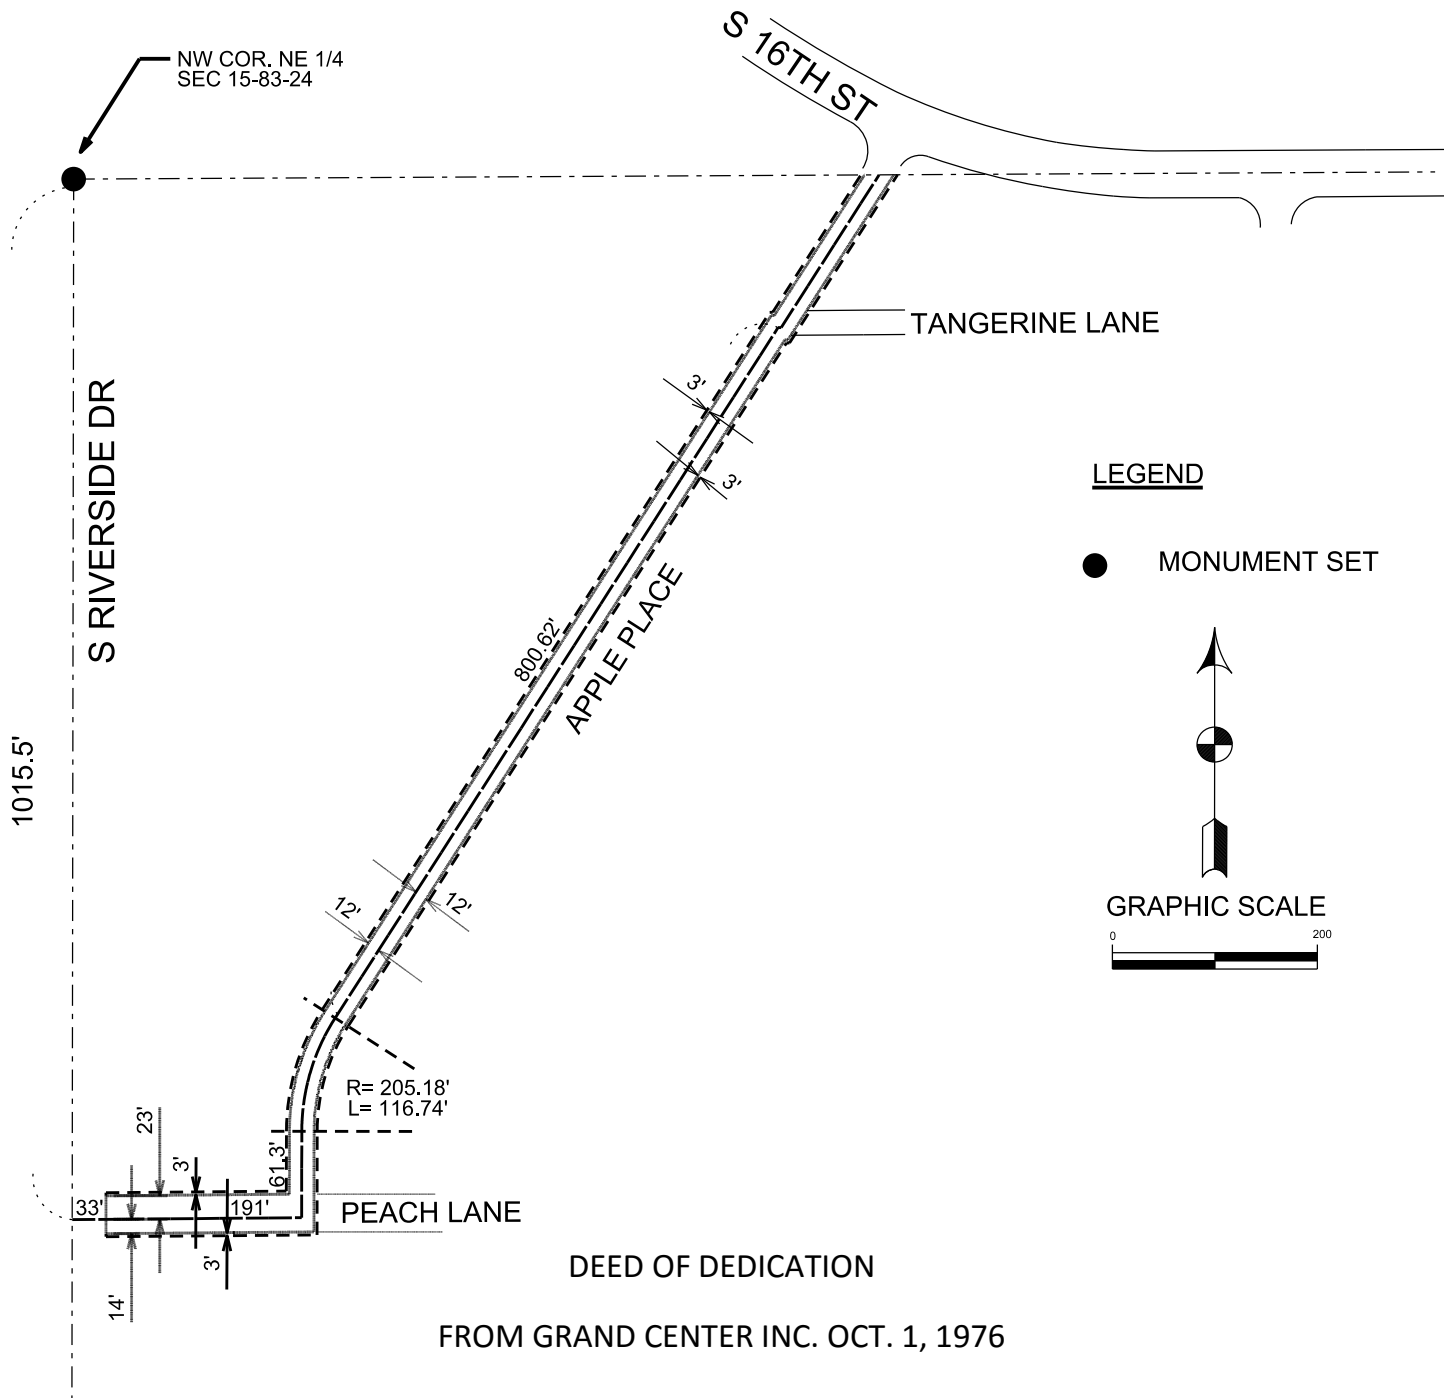 S 16TH ST
NW COR. NE 1/4
SEC 15-83-24
TANGERINE LANE
S RIVERSIDE DR
3'
3'
LEGEND
MONUMENT SET
APPLE PLACE
800.62'
1015.5'
12'
12'
GRAPHIC SCALE
0
200
R= 205.18'
L= 116.74'
23'
3'
61.3'
33'
191'
PEACH LANE
3'
14'
DEED OF DEDICATION
FROM GRAND CENTER INC. OCT. 1, 1976